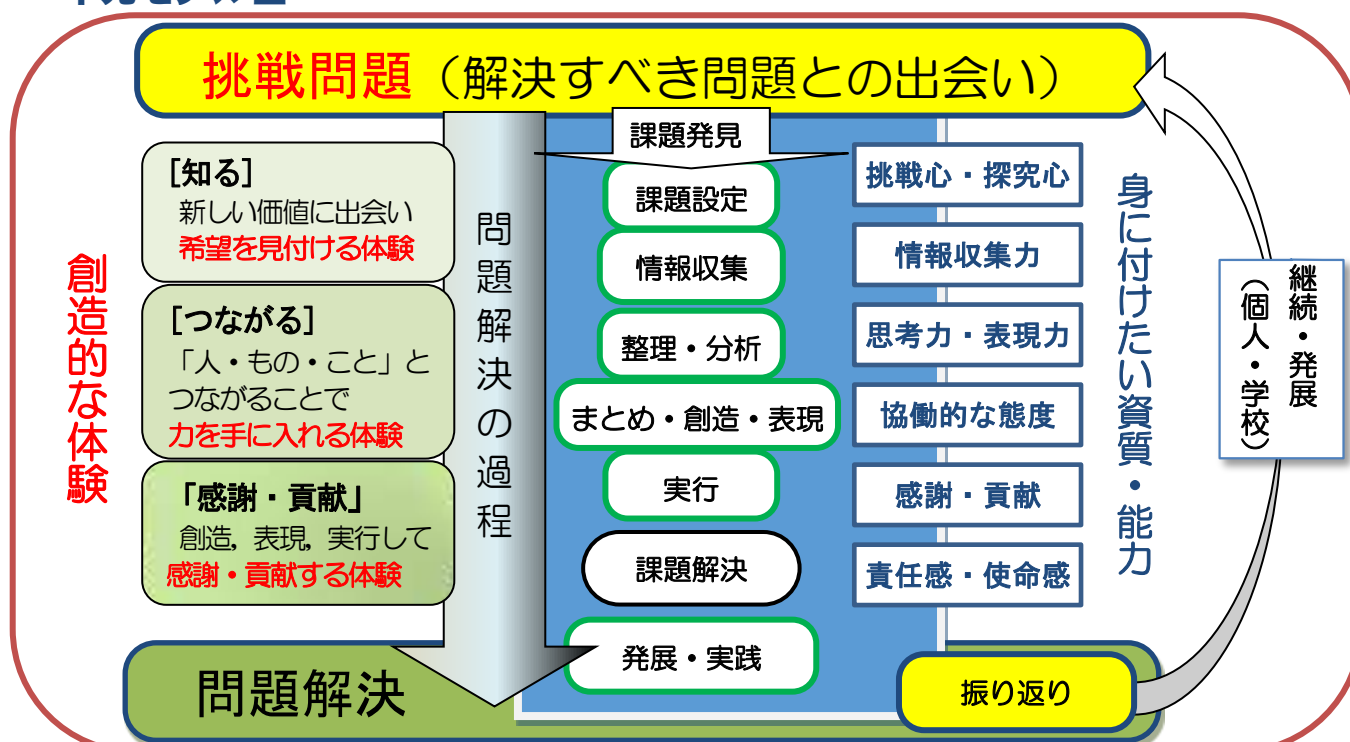 挑戦問題（解決すべき問題との出会い）
創造的な体験
[知る]
新しい価値に出会い
希望を見付ける体験
[つながる]
「人・もの・こと」と
つながることで
力を手に入れる体験
「感謝・貢献」
創造，表現，実行して
感謝・貢献する体験
問題解決の過程
課題発見
課題設定
情報収集
整理・分析
まとめ・創造・表現
実行
課題解決
発展・実践
挑戦心・探究心
情報収集力
思考力・表現力
協働的な態度
感謝・貢献
責任感・使命感
身に付けたい資質・能力
継続・発展
（個人・学校）
問題解決
振り返り